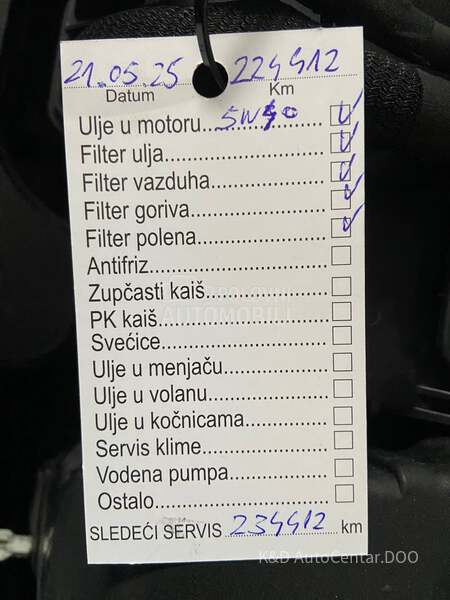 21.05.25 224412
Datum Km
Ulje u motoru 5W40
Filter ulja
Filter vazduha
Filter goriva
Filter polena
Antifriz
Zupčasti kaiš
PK kaiš
Svećice
Ulje u menjaču
Ulje u volanu
Ulje u kočnicama
Servis klime
Vodena pumpa
Ostalo
SLEDEĆI SERVIS 234412 km
K&D AutoCentar.DOO